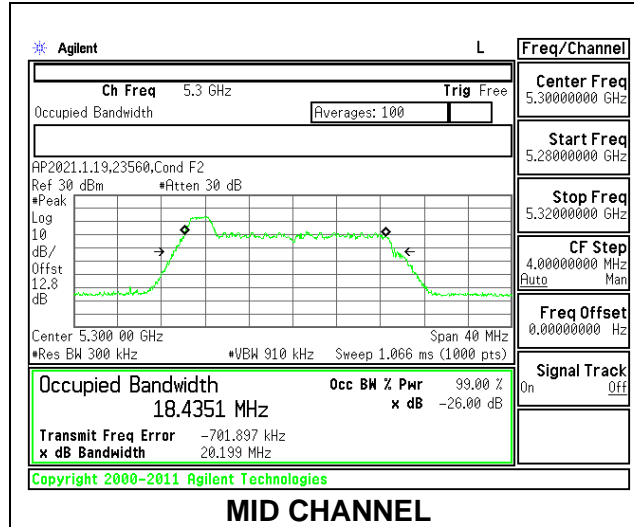 Agilent L
Ch Freq 5.3 GHz Trig Free
Occupied Bandwidth Averages: 100
AP2021.1.19,23560,Cond F2
Ref 30 dBm #Atten 30 dB
#Peak
Log
10
dB/
Offst
12.8
dB
Center 5.300 00 GHz Span 40 MHz
#Res BW 300 kHz #VBW 910 kHz Sweep 1.066 ms (1000 pts)
Occupied Bandwidth Occ BW % Pwr 99.00 %
18.4351 MHz x dB -26.00 dB
Transmit Freq Error -701.897 kHz
x dB Bandwidth 20.199 MHz
Copyright 2000-2011 Agilent Technologies
Freq/Channel
Center Freq
5.30000000 GHz
Start Freq
5.28000000 GHz
Stop Freq
5.32000000 GHz
CF Step
4.00000000 MHz
Auto Man
Freq Offset
0.00000000 Hz
Signal Track
On Off
MID CHANNEL